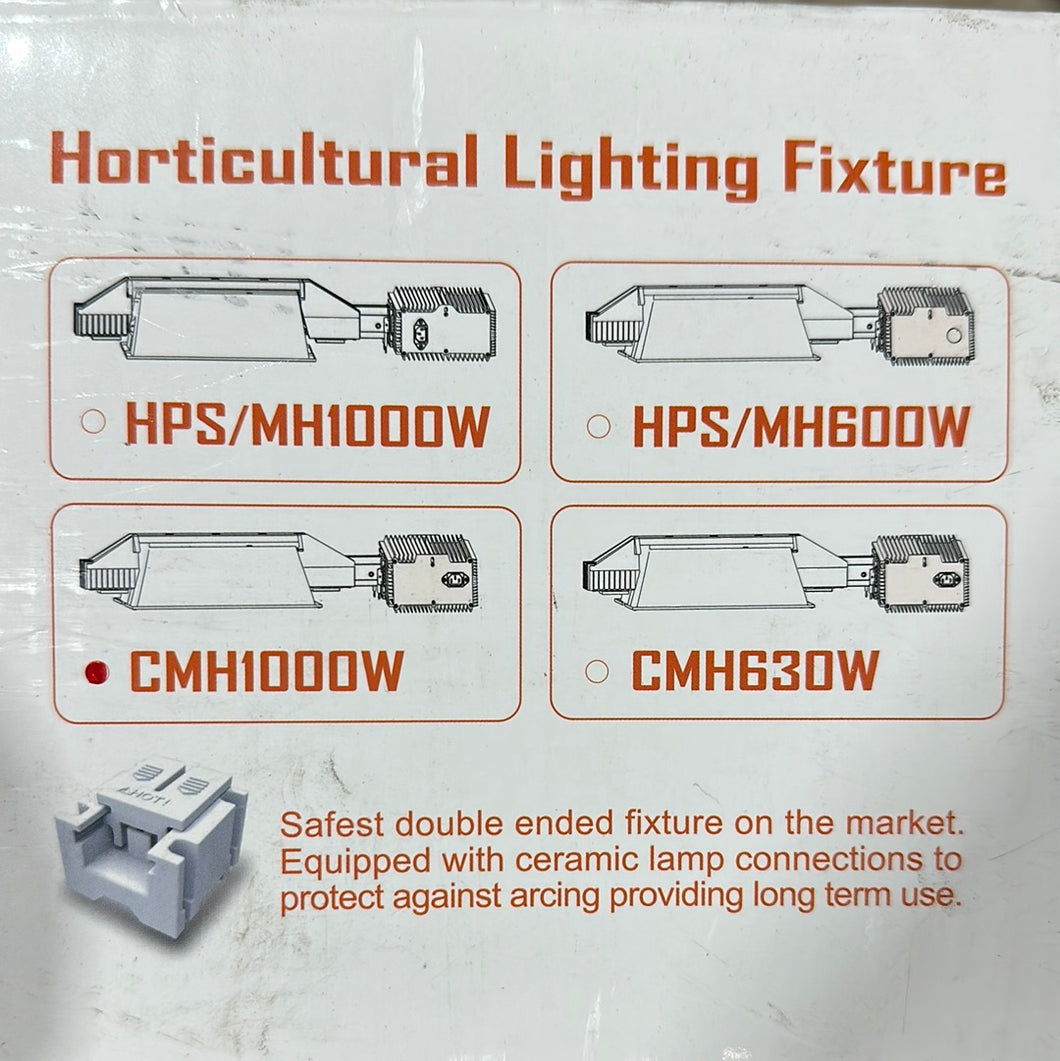 Horticultural Lighting Fixture
HPS/MH1000W
HPS/MH600W
CMH1000W
CMH630W
HOT!
Safest double ended fixture on the market.
Equipped with ceramic lamp connections to
protect against arcing providing long term use.